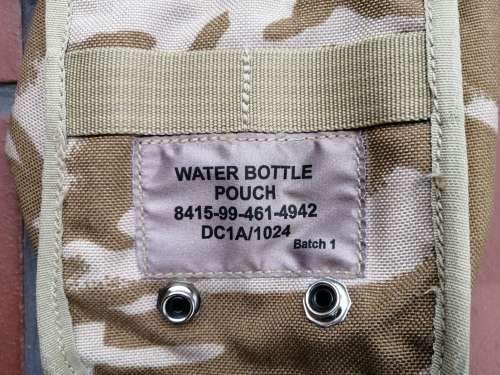 WATER BOTTLE
POUCH
8415-99-461-4942
DC1A/1024
Batch 1